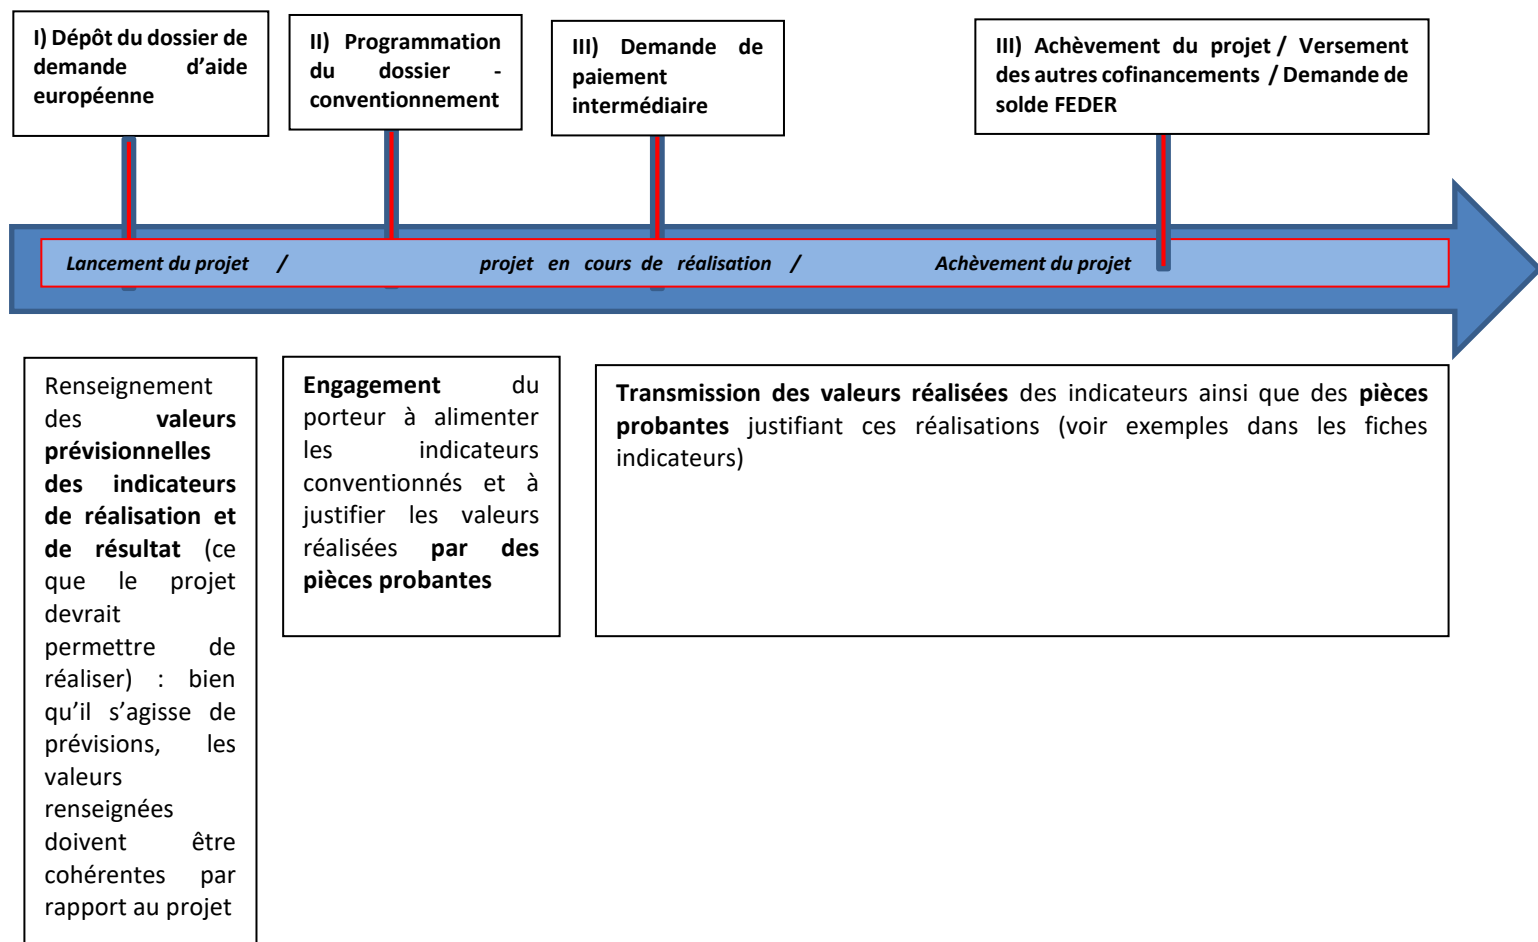 I) Dépôt du dossier de
demande d’aide
européenne
II) Programmation
du dossier -
conventionnement
III) Demande de
paiement
intermédiaire
III) Achèvement du projet / Versement
des autres cofinancements / Demande de
solde FEDER
Lancement du projet / projet en cours de réalisation / Achèvement du projet
Renseignement
des valeurs
prévisionnelles
des indicateurs
de réalisation et
de résultat (ce
que le projet
devrait
permettre de
réaliser) : bien
qu’il s’agisse de
prévisions, les
valeurs
renseignées
doivent être
cohérentes par
rapport au projet
Engagement du
porteur à alimenter
les indicateurs
conventionnés et à
justifier les valeurs
réalisées par des
pièces probantes
Transmission des valeurs réalisées des indicateurs ainsi que des pièces
probantes justifiant ces réalisations (voir exemples dans les fiches
indicateurs)